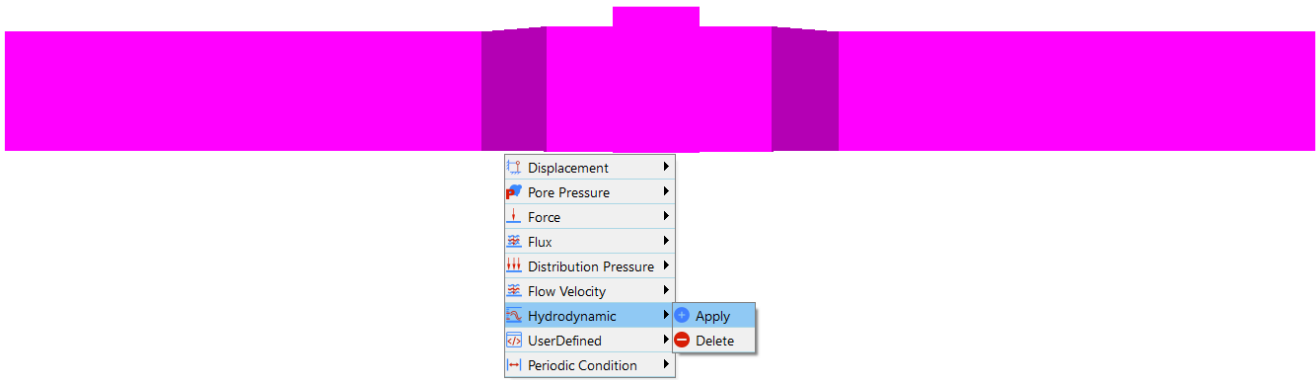 Displacement
Pore Pressure
Force
Flux
Distribution Pressure
Flow Velocity
Hydrodynamic
Apply
UserDefined
Delete
Periodic Condition